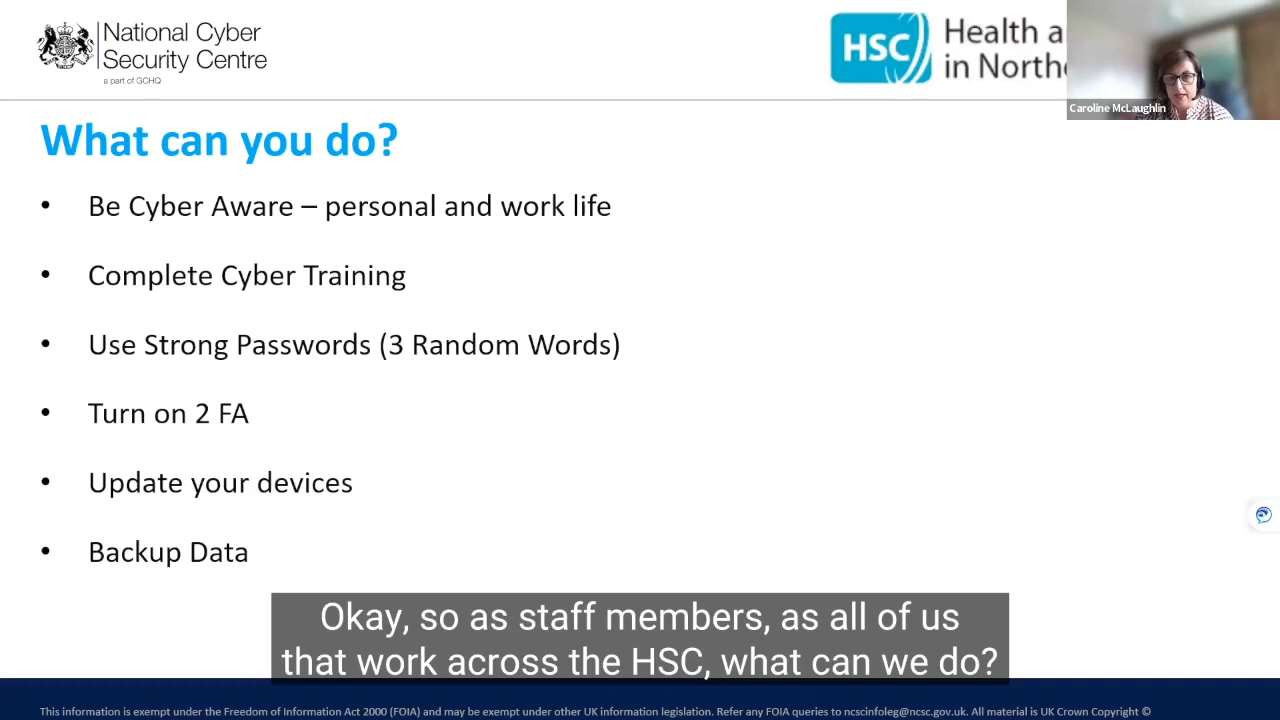 National Cyber
Security Centre
a part of GCHQ
HSC
Health a
in North
Caroline McLaughlin
What can you do?
• Be Cyber Aware – personal and work life
• Complete Cyber Training
• Use Strong Passwords (3 Random Words)
• Turn on 2 FA
• Update your devices
• Backup Data
Okay, so as staff members, as all of us
that work across the HSC, what can we do?
This information is exempt under the Freedom of Information Act 2000 (FOIA) and may be exempt under other UK information legislation. Refer any FOIA queries to ncscinfoleg@ncsc.gov.uk. All material is UK Crown Copyright ©